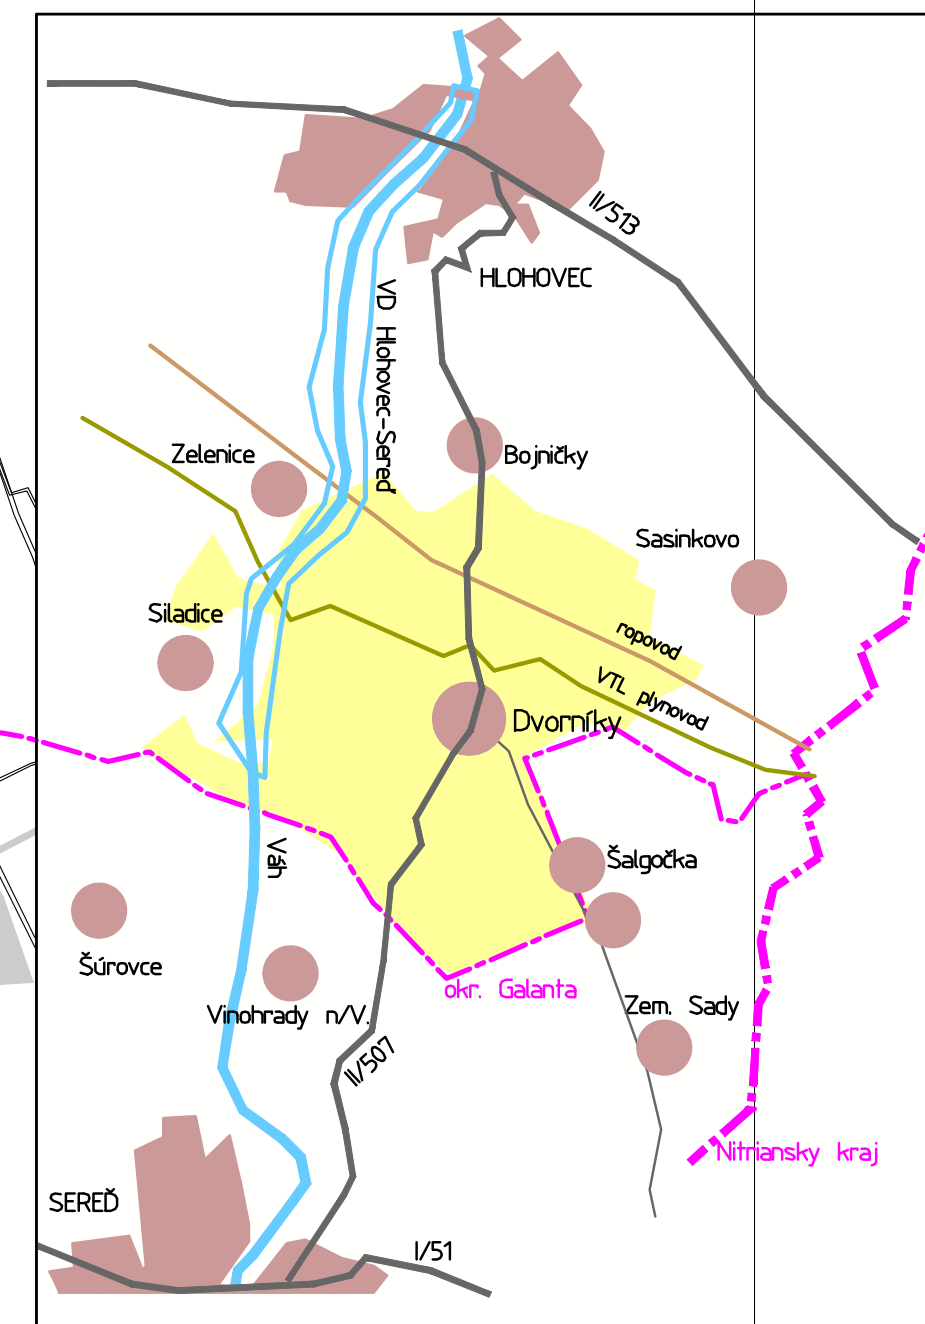 II/513
HLOHOVEC
VD Hlohovec-Sereď
Zelenice
Bojničky
Sasinkovo
Siladice
ropovod
VTL plynovod
Dvorníky
Váh
Šalgočka
Šúrovce
okr. Galanta
Vinohrady n/V.
Zem. Sady
II/507
Nitriansky kraj
SEREĎ
I/51